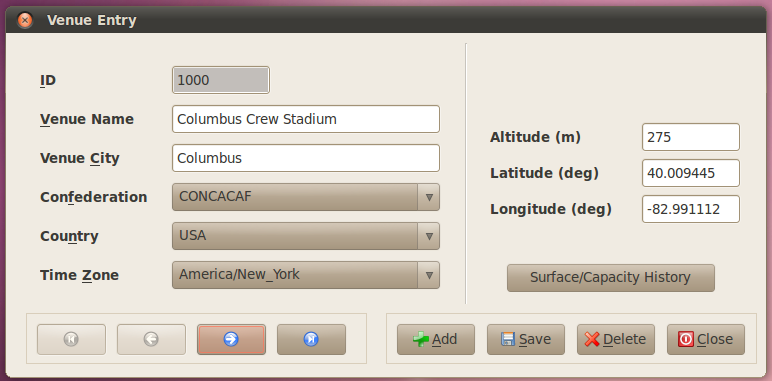 Venue Entry
ID 1000
Venue Name Columbus Crew Stadium
Venue City Columbus
Confederation CONCACAF
Country USA
Time Zone America/New_York
Altitude (m) 275
Latitude (deg) 40.009445
Longitude (deg) -82.991112
Surface/Capacity History
Add Save Delete Close